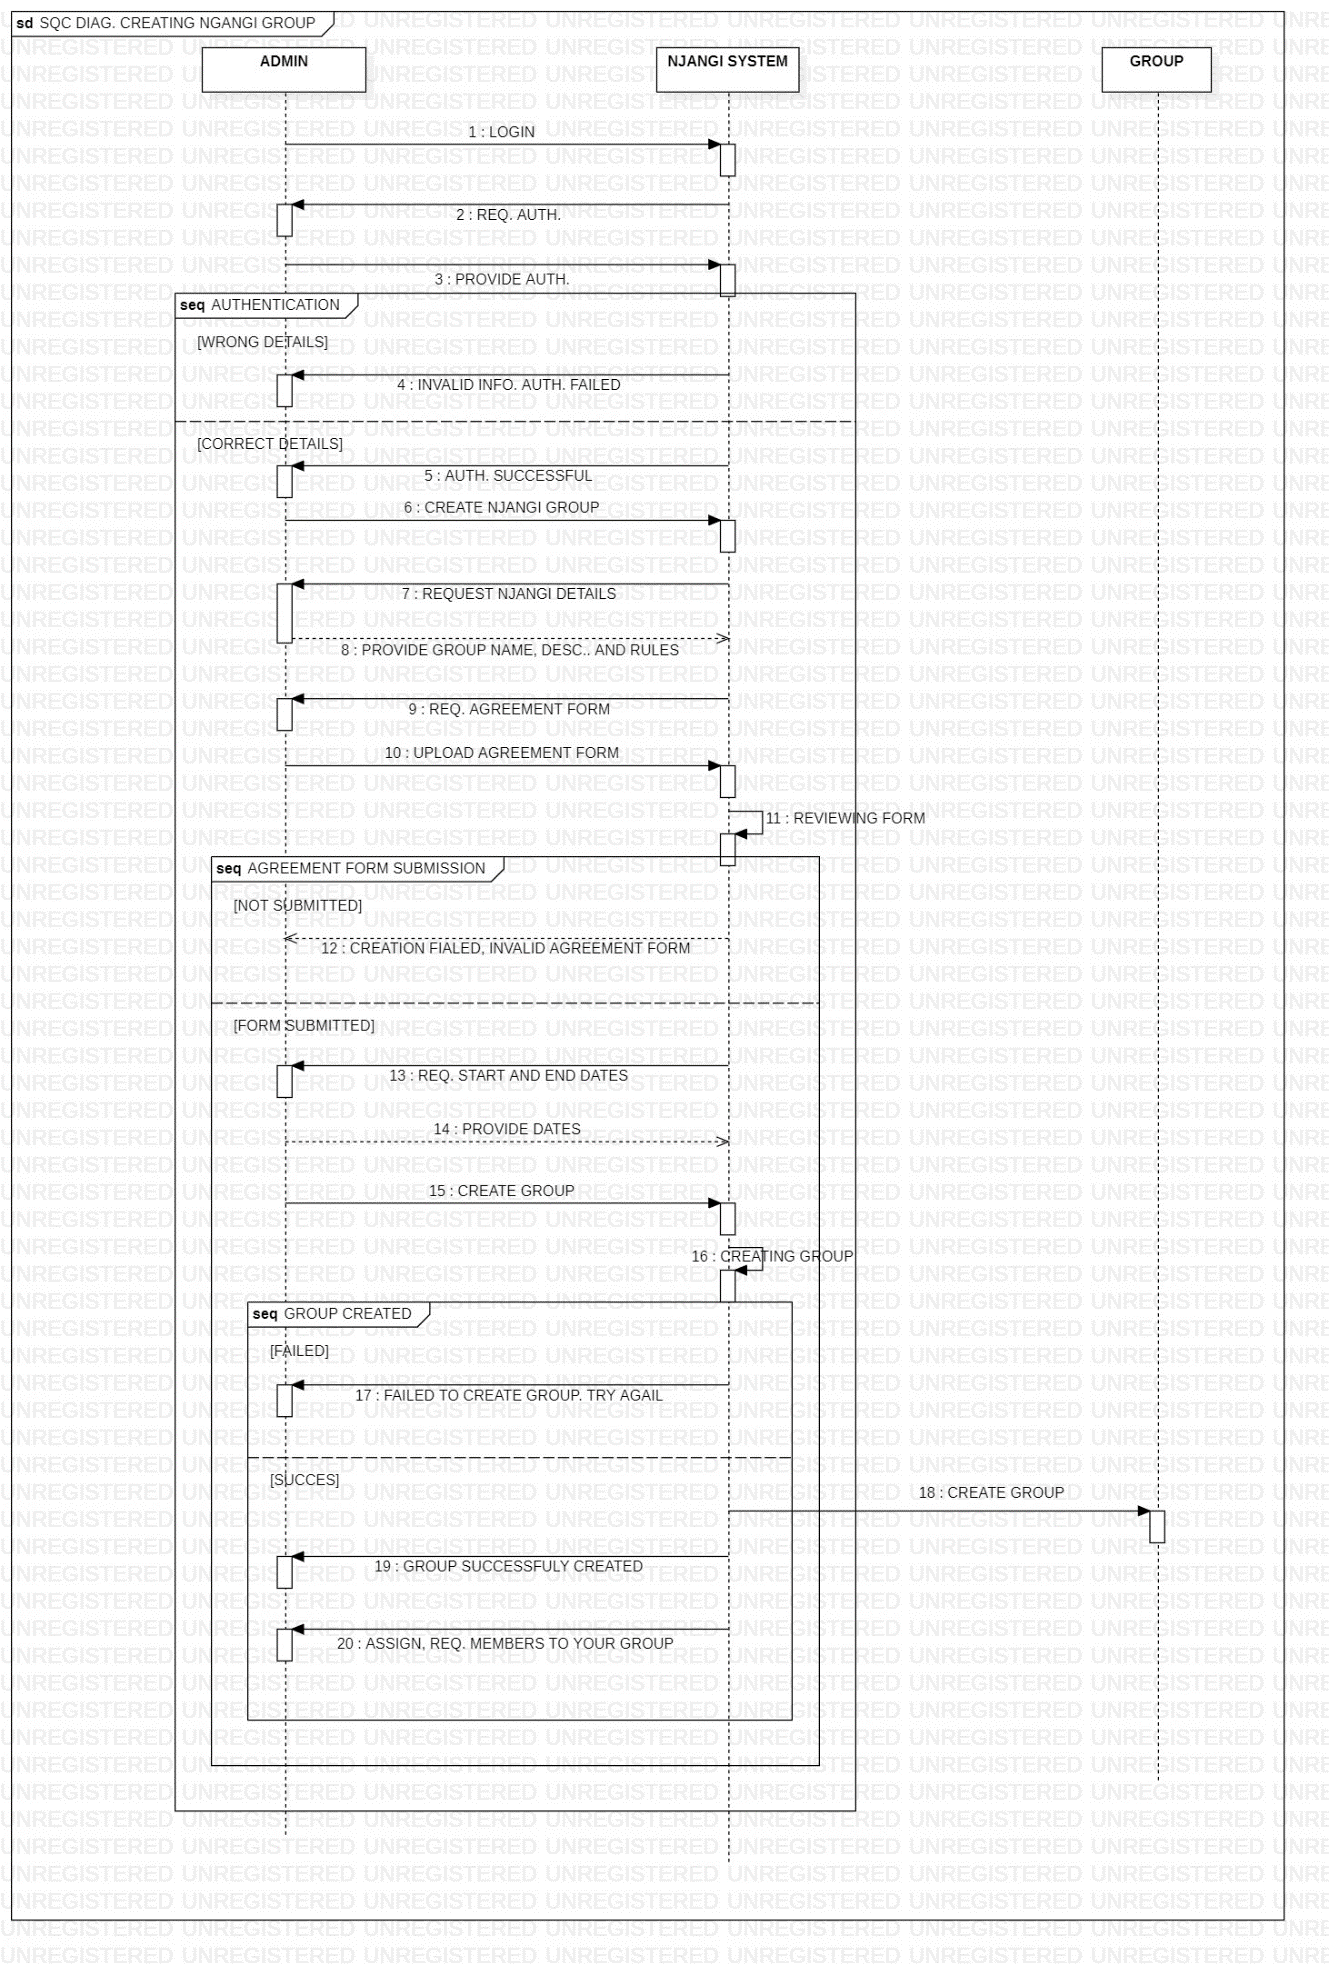 sd SQC DIAG. CREATING NGANGI GROUP
ADMIN
NJANGI SYSTEM
GROUP
1 : LOGIN
2 : REQ. AUTH.
3 : PROVIDE AUTH.
seq AUTHENTICATION
[WRONG DETAILS]
4 : INVALID INFO. AUTH. FAILED
[CORRECT DETAILS]
5 : AUTH. SUCCESSFUL
6 : CREATE NJANGI GROUP
7 : REQUEST NJANGI DETAILS
8 : PROVIDE GROUP NAME, DESC.. AND RULES
9 : REQ. AGREEMENT FORM
10 : UPLOAD AGREEMENT FORM
11 : REVIEWING FORM
seq AGREEMENT FORM SUBMISSION
[NOT SUBMITTED]
12 : CREATION FIALED, INVALID AGREEMENT FORM
[FORM SUBMITTED]
13 : REQ. START AND END DATES
14 : PROVIDE DATES
15 : CREATE GROUP
16 : CREATING GROUP
seq GROUP CREATED
[FAILED]
17 : FAILED TO CREATE GROUP. TRY AGAIL
[SUCCES]
18 : CREATE GROUP
19 : GROUP SUCCESSFULY CREATED
20 : ASSIGN, REQ. MEMBERS TO YOUR GROUP
UNREGISTERED